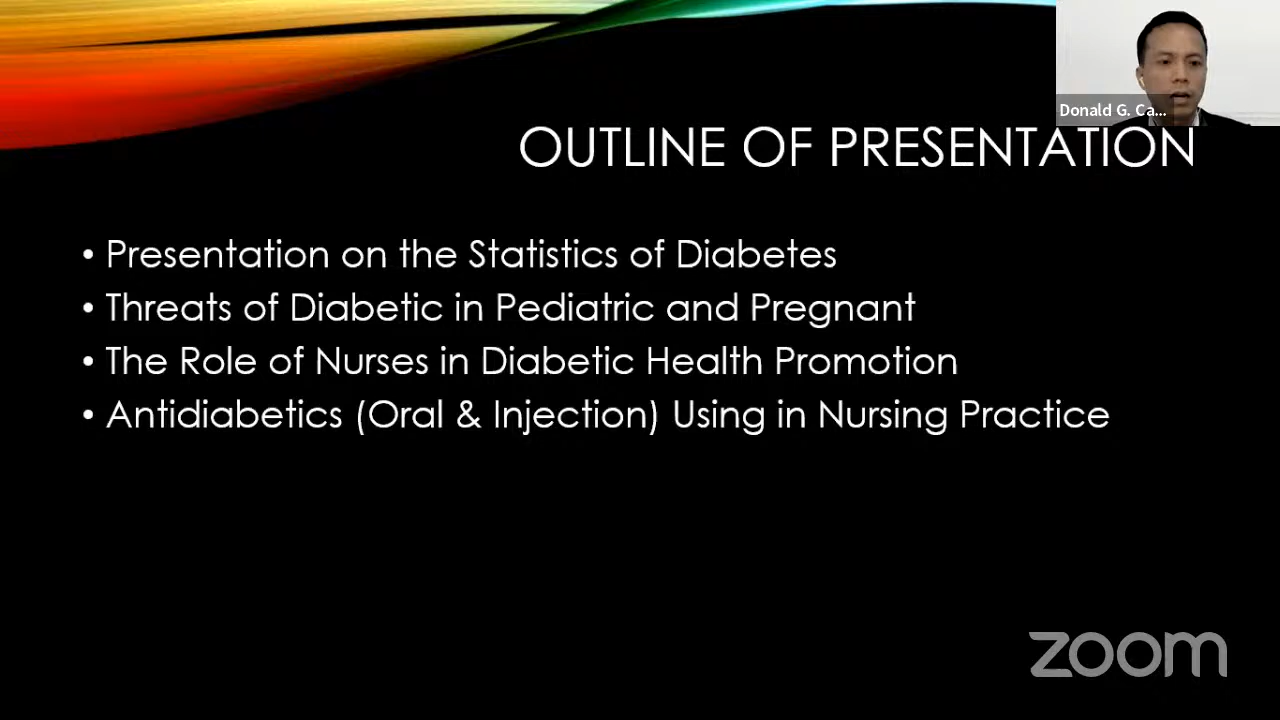 Donald G. Ca...
OUTLINE OF PRESENTATION
• Presentation on the Statistics of Diabetes
• Threats of Diabetic in Pediatric and Pregnant
• The Role of Nurses in Diabetic Health Promotion
• Antidiabetics (Oral & Injection) Using in Nursing Practice
zoom